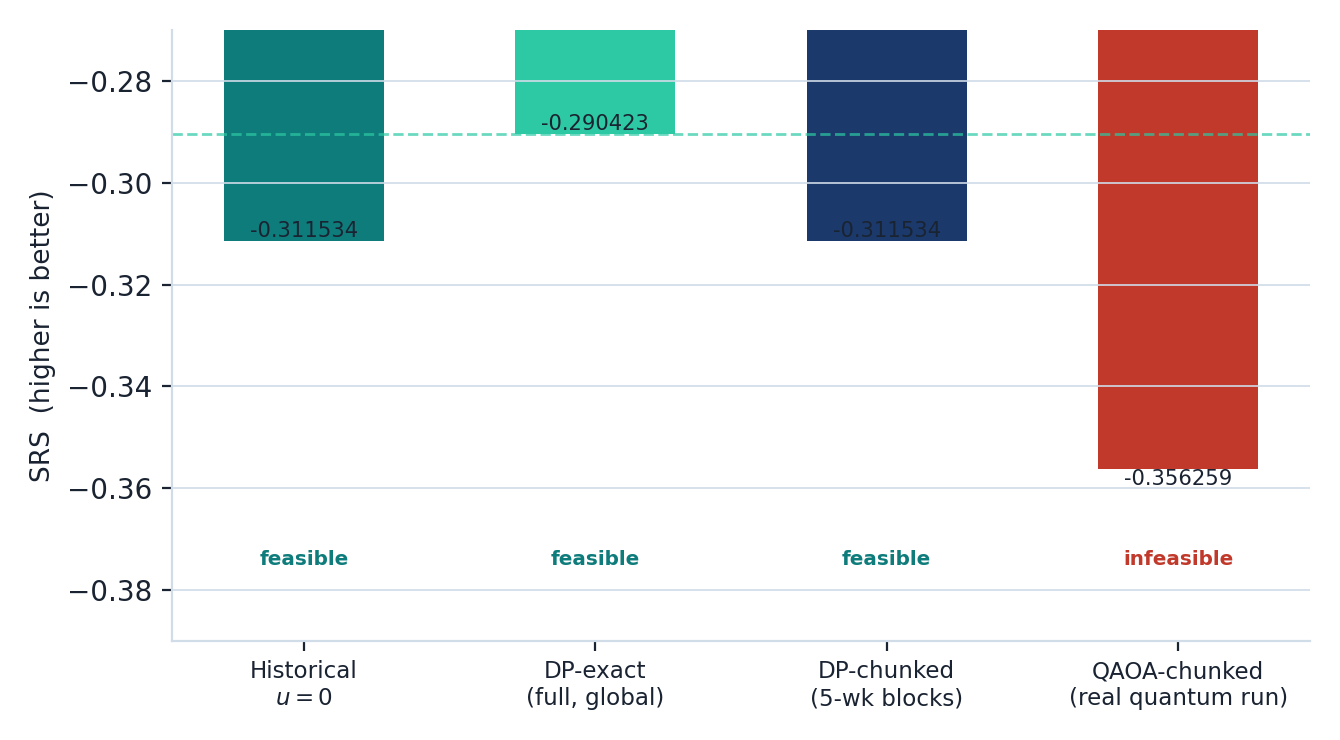 SRS (higher is better)
−0.28
−0.30
−0.32
−0.34
−0.36
−0.38
-0.311534
-0.290423
-0.311534
-0.356259
feasible
feasible
feasible
infeasible
Historical
u = 0
DP-exact
(full, global)
DP-chunked
(5-wk blocks)
QAOA-chunked
(real quantum run)